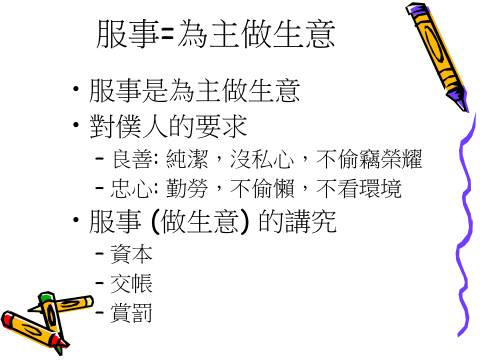 服事=為主做生意
• 服事是為主做生意
• 對僕人的要求
– 良善: 純潔，沒私心，不偷竊榮耀
– 忠心: 勤勞，不偷懶，不看環境
• 服事 (做生意) 的講究
– 資本
– 交帳
– 賞罰